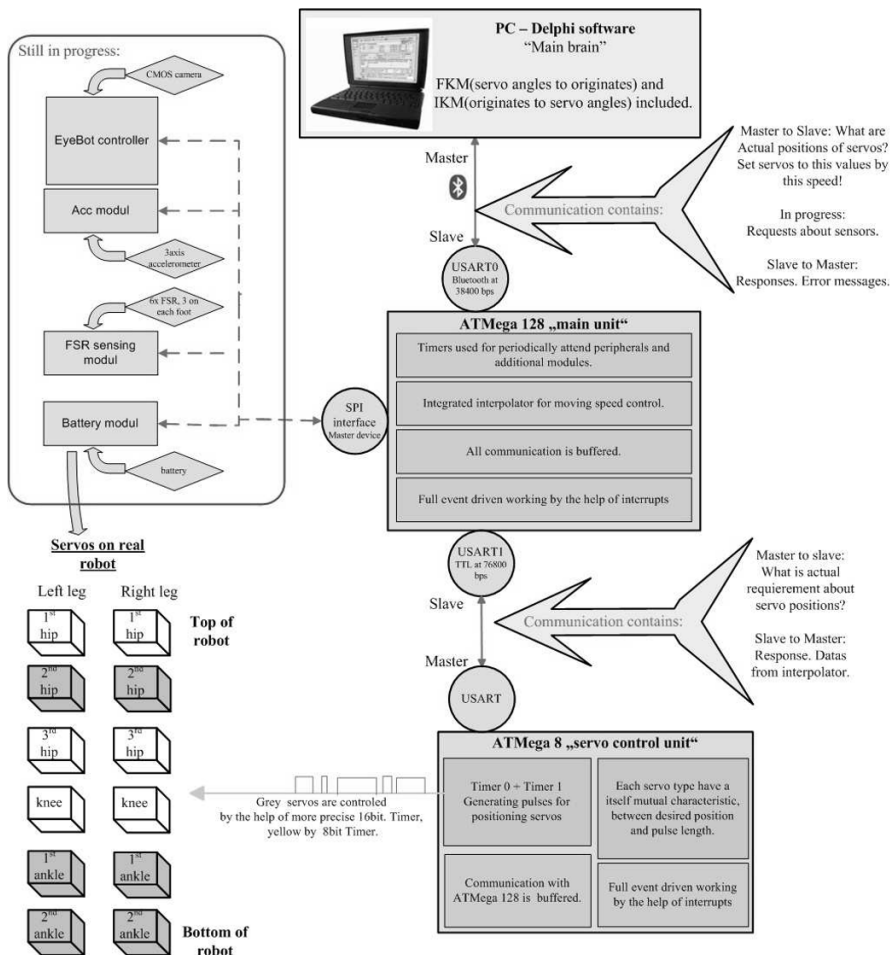 Still in progress:
CMOS camera
EyeBot controller
Acc modul
3axis
accelerometer
6x FSR, 3 on
each foot
FSR sensing
modul
Battery modul
battery
PC – Delphi software
“Main brain”
FKM(servo angles to originates) and
IKM(originates to servo angles) included.
Master
Slave
Communication contains:
Master to Slave: What are
Actual positions of servos?
Set servos to this values by
this speed!
In progress:
Requests about sensors.
Slave to Master:
Responses. Error messages.
USART0
Bluetooth at
38400 bps
ATMega 128 „main unit“
Timers used for periodically attend peripherals and
additional modules.
Integrated interpolator for moving speed control.
All communication is buffered.
Full event driven working by the help of interrupts
SPI
interface
Master device
USART1
TTL at 76800
bps
Slave
Master
Communication contains:
Master to slave:
What is actual
requierement about
servo positions?
Slave to Master:
Response. Datas
from interpolator.
USART
ATMega 8 „servo control unit“
Timer 0 + Timer 1
Generating pulses for
positioning servos
Each servo type have a
itself mutual characteristic,
between desired position
and pulse length.
Communication with
ATMega 128 is buffered.
Full event driven working
by the help of interrupts
Grey servos are controled
by the help of more precise 16bit. Timer,
yellow by 8bit Timer.
Servos on real
robot
Left leg
Right leg
1st
hip
1st
hip
Top of
robot
2nd
hip
2nd
hip
3rd
hip
3rd
hip
knee
knee
1st
ankle
1st
ankle
2nd
ankle
2nd
ankle
Bottom of
robot